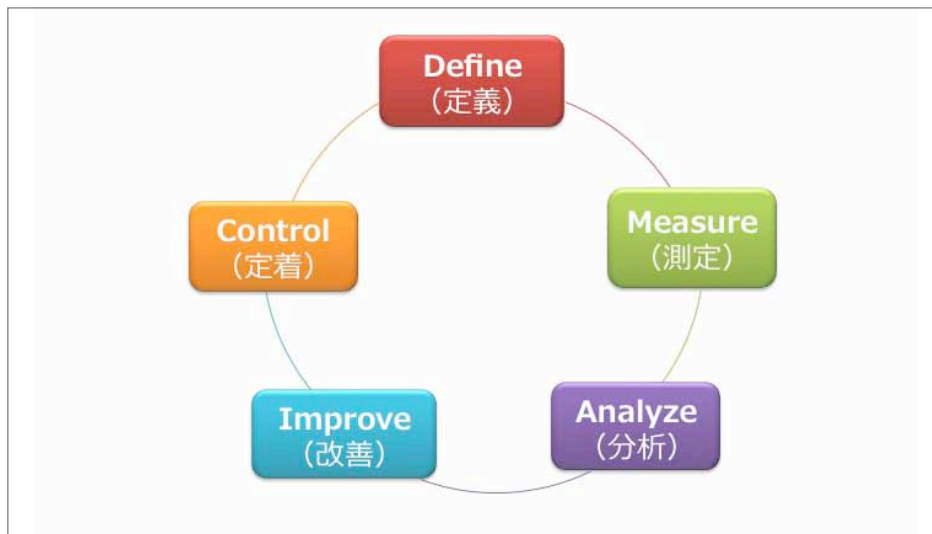 Define
（定義）
Measure
（測定）
Analyze
（分析）
Improve
（改善）
Control
（定着）